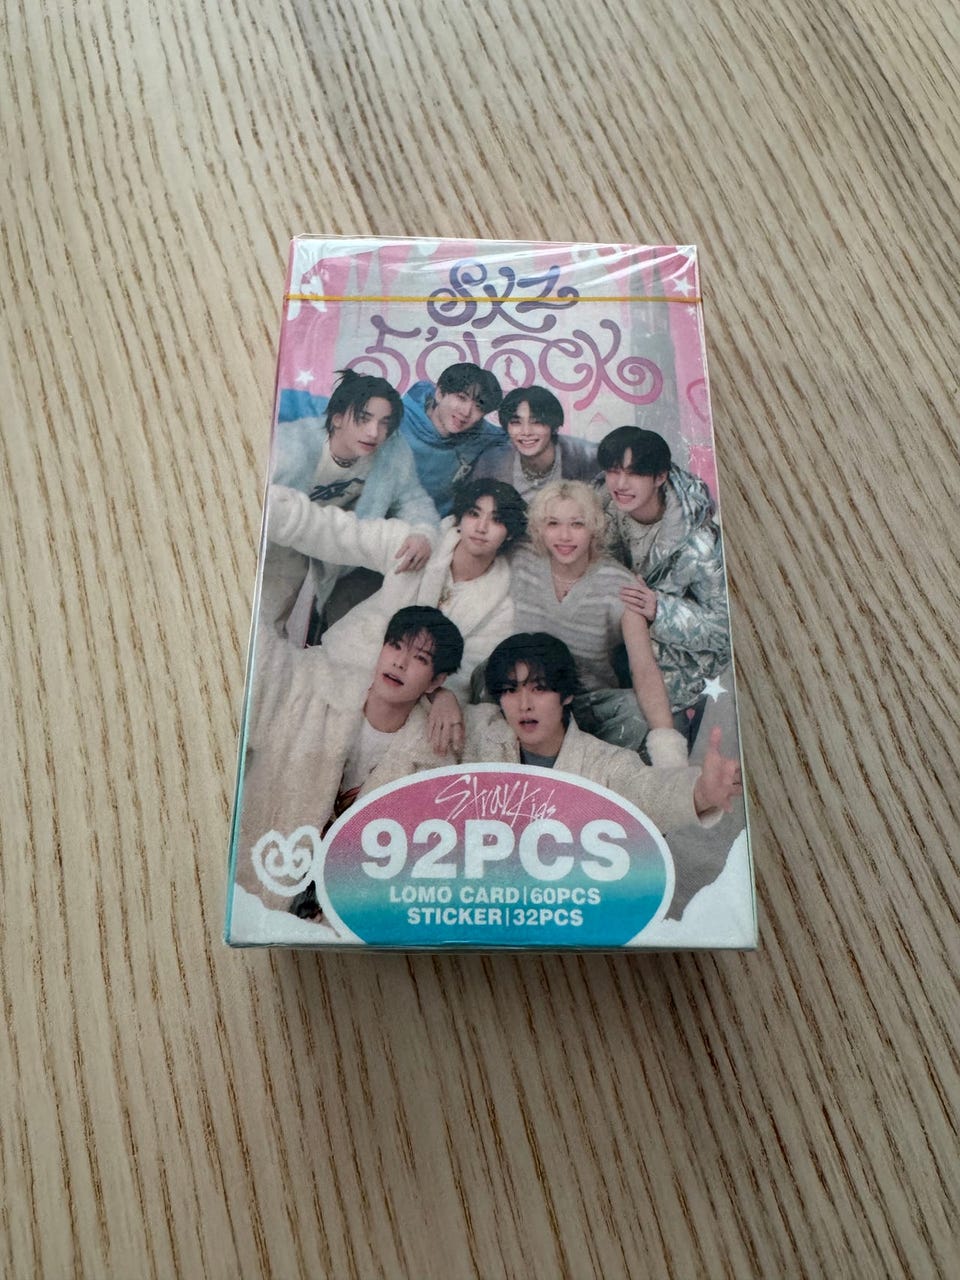 SKZ
5'clock
Stray Kids
92PCS
LOMO CARD|60PCS
STICKER|32PCS